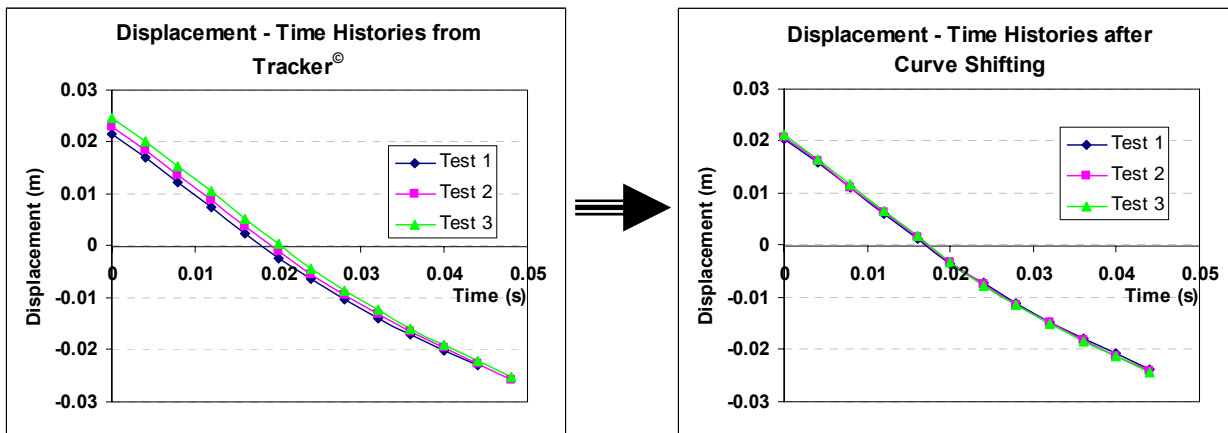 Displacement - Time Histories from
Tracker©
0.03
0.02
0.01
0
-0.01
-0.02
-0.03
0
0.01
0.02
0.03
0.04
0.05
Time (s)
Displacement (m)
Test 1
Test 2
Test 3
Displacement - Time Histories after
Curve Shifting
0.03
0.02
0.01
0
-0.01
-0.02
-0.03
0
0.01
0.02
0.03
0.04
0.05
Time (s)
Displacement (m)
Test 1
Test 2
Test 3